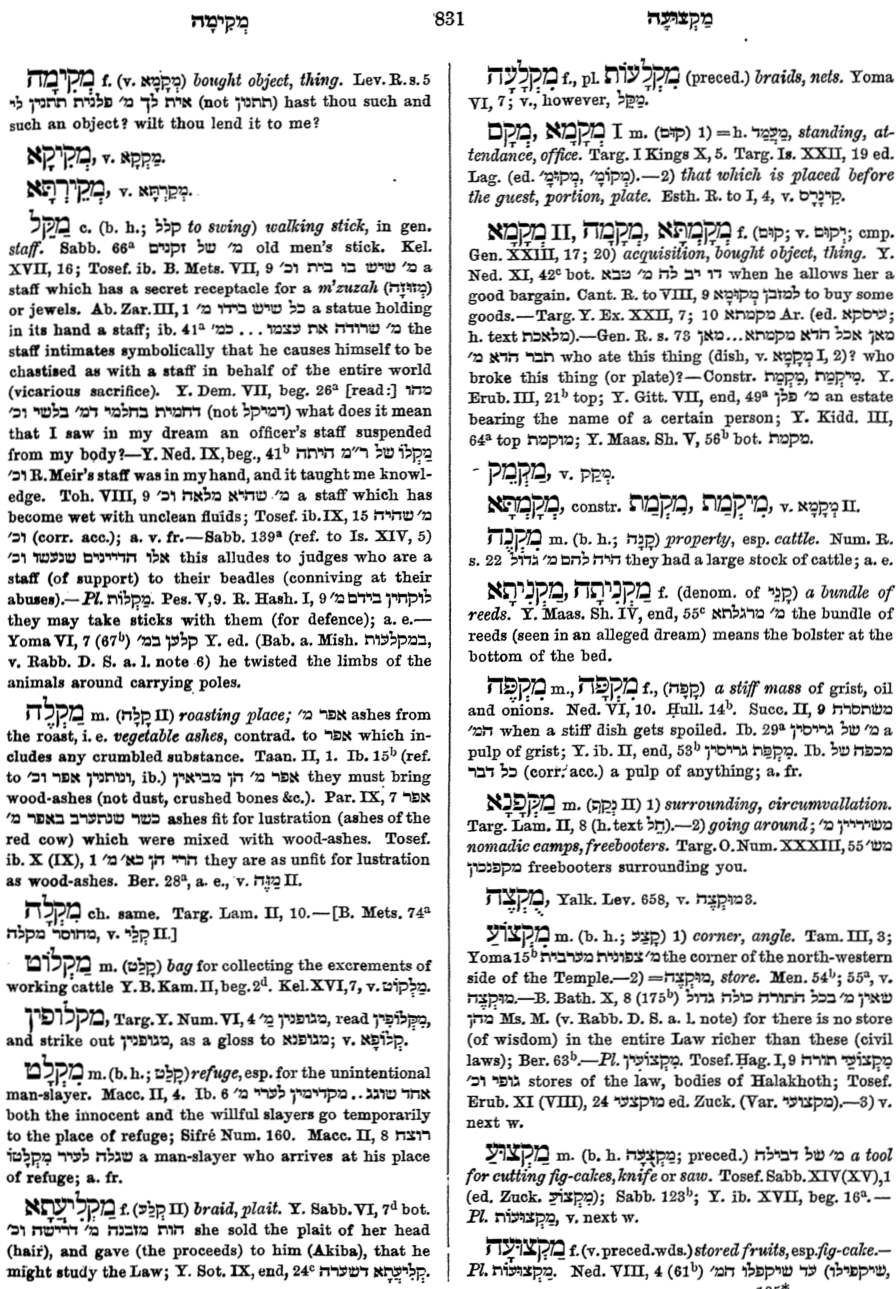 מְקִימָה
831
מַקְצוּעָה
מְקִימָה f. (v. מְקָמָא) bought object, thing. Lev. R. s. 5
אית לך מ׳ פלנית תתנין לי (not תתנון) hast thou such and
such an object? wilt thou lend it to me?
מְקִיקָא, v. מִקְקָא.
מְקֵירְתָּא, v. מְקַרְתָּא.
מַקֵּל c. (b. h.; קלל to swing) walking stick, in gen.
staff. Sabb. 66ᵃ מ׳ של זקנים old men's stick. Kel.
XVII, 16; Tosef. ib. B. Mets. VII, 9 מ׳ שיש בו בית וכ׳ a
staff which has a secret receptacle for a m'zuzah (מְזוּזָה)
or jewels. Ab. Zar. III, 1 כל שיש בידו מ׳ a statue holding
in its hand a staff; ib. 41ᵃ מ׳ שרודה את עצמו ... כמ׳ the
staff intimates symbolically that he causes himself to be
chastised as with a staff in behalf of the entire world
(vicarious sacrifice). Y. Dem. VII, beg. 26ᵃ [read:] מהו
דחמית בחלמי דמ׳ בלשי וכ׳ (not דמיקל) what does it mean
that I saw in my dream an officer's staff suspended
from my body?—Y. Ned. IX, beg., 41ᵇ מַקְלוֹ של ר״מ היתה
וכ׳ R. Meir's staff was in my hand, and it taught me knowl-
edge. Toh. VIII, 9 מ׳ שהיא מלאה וכ׳ a staff which has
become wet with unclean fluids; Tosef. ib. IX, 15 מ׳ שהיה
וכ׳ (corr. acc.); a. v. fr.—Sabb. 139ᵃ (ref. to Is. XIV, 5)
אלו הדיינים שנעשו וכ׳ this alludes to judges who are a
staff (of support) to their beadles (conniving at their
abuses).—Pl. מַקְלוֹת. Pes. V, 9. R. Hash. I, 9 לוקחין בידם מ׳
they may take sticks with them (for defence); a. e.—
Yoma VI, 7 (67ᵇ) קלען במ׳ Y. ed. (Bab. a. Mish. במקלעות,
v. Rabb. D. S. a. l. note 6) he twisted the limbs of the
animals around carrying poles.
מִקְלֶה m. (קָלָה II) roasting place; אפר מ׳ ashes from
the roast, i. e. vegetable ashes, contrad. to אפר which in-
cludes any crumbled substance. Taan. II, 1. Ib. 15ᵇ (ref.
to ונותנין אפר וכ׳, ib.) אפר מ׳ הן מביאין they must bring
wood-ashes (not dust, crushed bones &c.). Par. IX, 7 אפר
כשר שנתערב באפר מ׳ ashes fit for lustration (ashes of the
red cow) which were mixed with wood-ashes. Tosef.
ib. X (IX), 1 הרי הן כא׳ מ׳ they are as unfit for lustration
as wood-ashes. Ber. 28ᵃ, a. e., v. מַזֶּה II.
מִקְלָה ch. same. Targ. Lam. II, 10.—[B. Mets. 74ᵃ
מחוסר מקלה, v. קְלֵי II.]
מִקְלוֹט m. (קָלַט) bag for collecting the excrements of
working cattle Y. B. Kam. II, beg. 2ᵈ. Kel. XVI, 7, v. מַלְקוֹט.
מקלופין, Targ. Y. Num. VI, 4 מגופנין מ׳, read מִקְּלוֹפִין,
and strike out מגופנין, as a gloss to מגופנא; v. קְלוֹפָא.
מִקְלָט m. (b. h.; קָלַט) refuge, esp. for the unintentional
man-slayer. Macc. II, 4. Ib. 6 אחד שוגג .. מקדימין לערי מ׳
both the innocent and the willful slayers go temporarily
to the place of refuge; Sifré Num. 160. Macc. II, 8 רוצח
שגלה לעיר מִקְלָטוֹ a man-slayer who arrives at his place
of refuge; a. fr.
מִקְלִיעֲתָא f. (קְלַע II) braid, plait. Y. Sabb. VI, 7ᵈ bot.
הות מזבנה מ׳ דרישה וכ׳ she sold the plait of her head
(hair), and gave (the proceeds) to him (Akiba), that he
might study the Law; Y. Sot. IX, end, 24ᶜ קְלִיעֲתָא דשערה.
מִקְלָעָה f., pl. מִקְלָעוֹת (preced.) braids, nets. Yoma
VI, 7; v., however, מַקֵּל.
מְקָם, מְקָמָא I m. (קוּם) 1) = h. מַעֲמָד, standing, at-
tendance, office. Targ. I Kings X, 5. Targ. Is. XXII, 19 ed.
Lag. (ed. מְקוֹמָ׳, מְקוּמָ׳).—2) that which is placed before
the guest, portion, plate. Esth. R. to I, 4, v. קִינָרָס.
מְקָמָא II, מְקָמָה, מְקָמְתָּא f. (קום; v. יְקוּם; cmp.
Gen. XXIII, 17; 20) acquisition, bought object, thing. Y.
Ned. XI, 42ᶜ bot. דו יב לה מ׳ טבא when he allows her a
good bargain. Cant. R. to VIII, 9 למזבן מְקוּמָא to buy some
goods.—Targ. Y. Ex. XXII, 7; 10 מקמתא Ar. (ed. עיסקא;
h. text מלאכת).—Gen. R. s. 73 מאן אכל הדא מקמתא...מאן
תבר הדא מ׳ who ate this thing (dish, v. מְקָמָא I, 2)? who
broke this thing (or plate)?—Constr. מְקָמַת, מִיקְמַת. Y.
Erub. III, 21ᵇ top; Y. Gitt. VII, end, 49ᵃ מ׳ פלן an estate
bearing the name of a certain person; Y. Kidd. III,
64ᵃ top מוקמת; Y. Maas. Sh. V, 56ᵇ bot. מקמת.
מְקַמֵּק, v. מְקַק.
מְקָמְתָּא, constr. מִקְמַת, מִיקְמַת, v. מְקָמָא II.
מִקְנֶה m. (b. h.; קָנָה) property, esp. cattle. Num. R.
s. 22 היה להם מ׳ גדול they had a large stock of cattle; a. e.
מַקְנִיתָא, מַקְנִיתָה f. (denom. of קָנֵי) a bundle of
reeds. Y. Maas. Sh. IV, end, 55ᶜ מ׳ מרגלתא the bundle of
reeds (seen in an alleged dream) means the bolster at the
bottom of the bed.
מִקְפֶּה m., מִקְפָּה f., (קָפָה) a stiff mass of grist, oil
and onions. Ned. VI, 10. Ḥull. 14ᵇ. Succ. II, 9 משתסרח
המ׳ when a stiff dish gets spoiled. Ib. 29ᵃ מ׳ של גריסין a
pulp of grist; Y. ib. II, end, 53ᵇ מִקְפַּת גריסין. Ib. מכפה של
כל דבר (corr. acc.) a pulp of anything; a. fr.
מַקְּפָנָא m. (נְקַף II) 1) surrounding, circumvallation.
Targ. Lam. II, 8 (h. text חֵל).—2) going around; משיריין מ׳
nomadic camps, freebooters. Targ. O. Num. XXXIII, 55 מש׳
מקפנכון freebooters surrounding you.
מֻקְצֶה, Yalk. Lev. 658, v. מוּקְצֶה 3.
מִקְצוֹעַ m. (b. h.; קָצַע) 1) corner, angle. Tam. III, 3;
Yoma 15ᵇ מ׳ צפונית מערבית the corner of the north-western
side of the Temple.—2) = מוּקְצֶה, store. Men. 54ᵇ; 55ᵃ, v.
מוּקְצֶה.—B. Bath. X, 8 (175ᵇ) שאין מ׳ בכל התורה כולה גדול
מהן Ms. M. (v. Rabb. D. S. a. l. note) for there is no store
(of wisdom) in the entire Law richer than these (civil
laws); Ber. 63ᵇ.—Pl. מִקְצוֹעִין. Tosef. Hag. I, 9 מִקְצוֹעֵי תורה
גופי וכ׳ stores of the law, bodies of Halakhoth; Tosef.
Erub. XI (VIII), 24 מוקצעי ed. Zuck. (Var. מקצועי).—3) v.
next w.
מַקְצוּעַ m. (b. h. מַקְצֻעָה; preced.) מ׳ של דבילה a tool
for cutting fig-cakes, knife or saw. Tosef. Sabb. XIV (XV), 1
(ed. Zuck. מִקְצוֹעַ); Sabb. 123ᵇ; Y. ib. XVII, beg. 16ᵃ.—
Pl. מַקְצוּעוֹת, v. next w.
מַקְצוּעָה f. (v. preced. wds.) stored fruits, esp. fig-cake.—
Pl. מַקְצוּעוֹת. Ned. VIII, 4 (61ᵇ) עד שיקפלו המ׳ (שיקפילו,